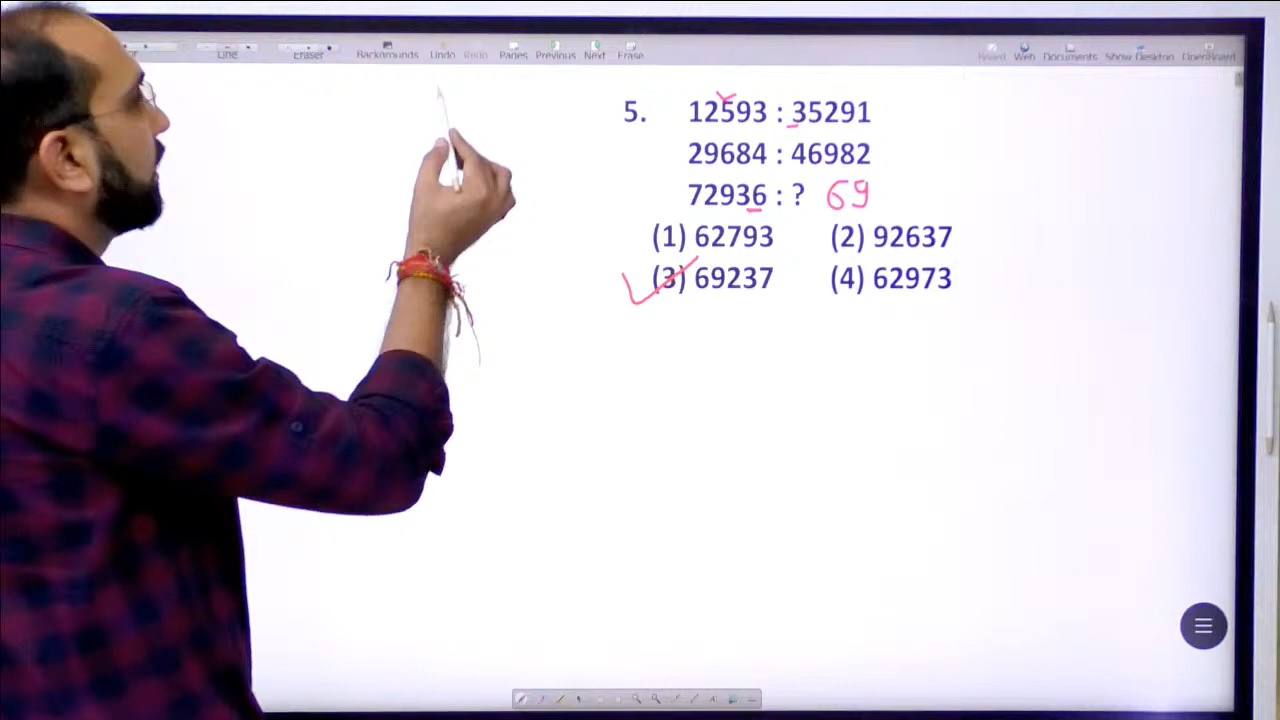 Line Eraser Backgrounds Undo Redo Pages Previous Next Erase Board Web Documents Show Desktop OpenBoard
5. 12593 : 35291
29684 : 46982
72936 : ? 69
(1) 62793 (2) 92637
(3) 69237 (4) 62973